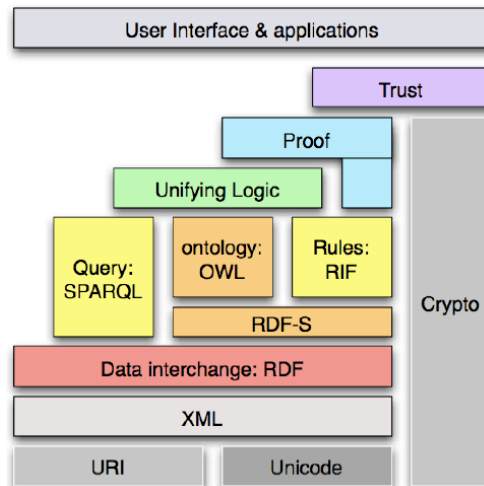 User Interface & applications
Trust
Proof
Unifying Logic
Query:
SPARQL
ontology:
OWL
Rules:
RIF
Crypto
RDF-S
Data interchange: RDF
XML
URI
Unicode